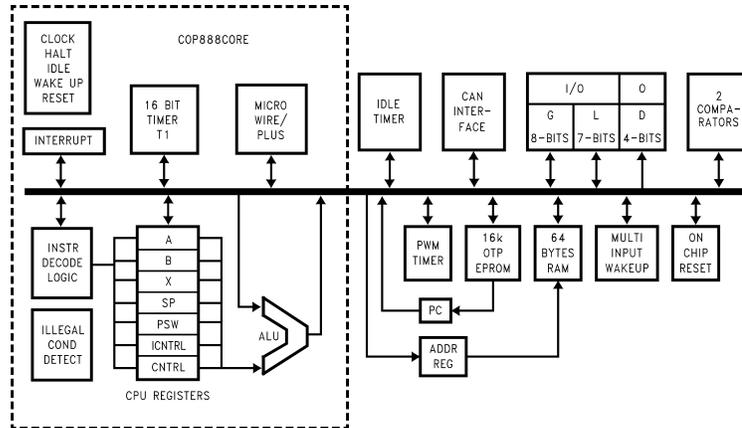 CLOCK
HALT
IDLE
WAKE UP
RESET
COP888CORE
INTERRUPT
16 BIT
TIMER
T1
MICRO
WIRE/
PLUS
IDLE
TIMER
CAN
INTER-
FACE
I/O
O
G
L
D
8-BITS
7-BITS
4-BITS
2
COMPA-
RATORS
INSTR
DECODE
LOGIC
ILLEGAL
COND
DETECT
A
B
X
SP
PSW
ICNTRL
CNTRL
CPU REGISTERS
ALU
PWM
TIMER
16k
OTP
EPROM
64
BYTES
RAM
MULTI
INPUT
WAKEUP
ON
CHIP
RESET
PC
ADDR
REG